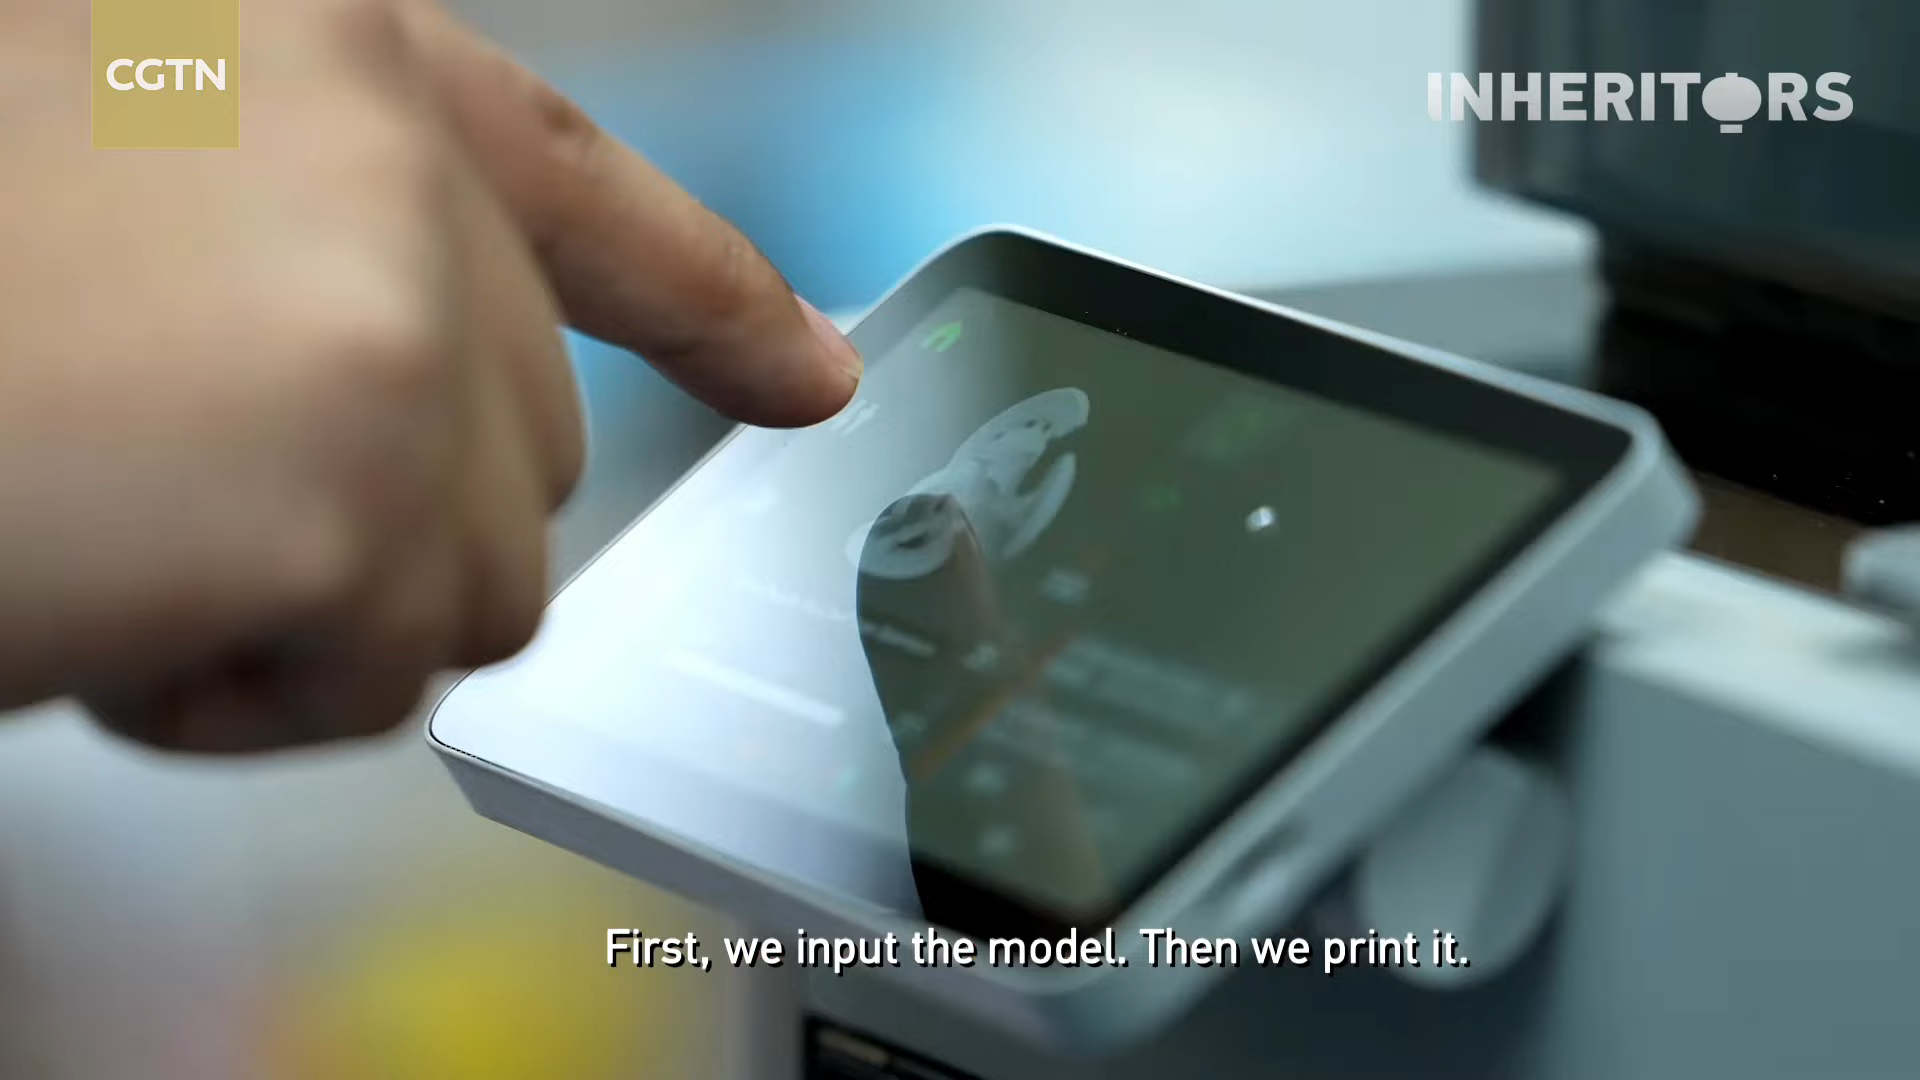 CGTN
INHERITORS
First, we input the model. Then we print it.